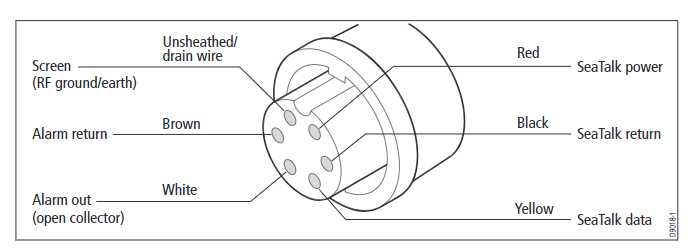 Unsheathed/
drain wire
Screen
(RF ground/earth)
Red
SeaTalk power
Brown
Alarm return
Black
SeaTalk return
White
Alarm out
(open collector)
Yellow
SeaTalk data
D9018-1